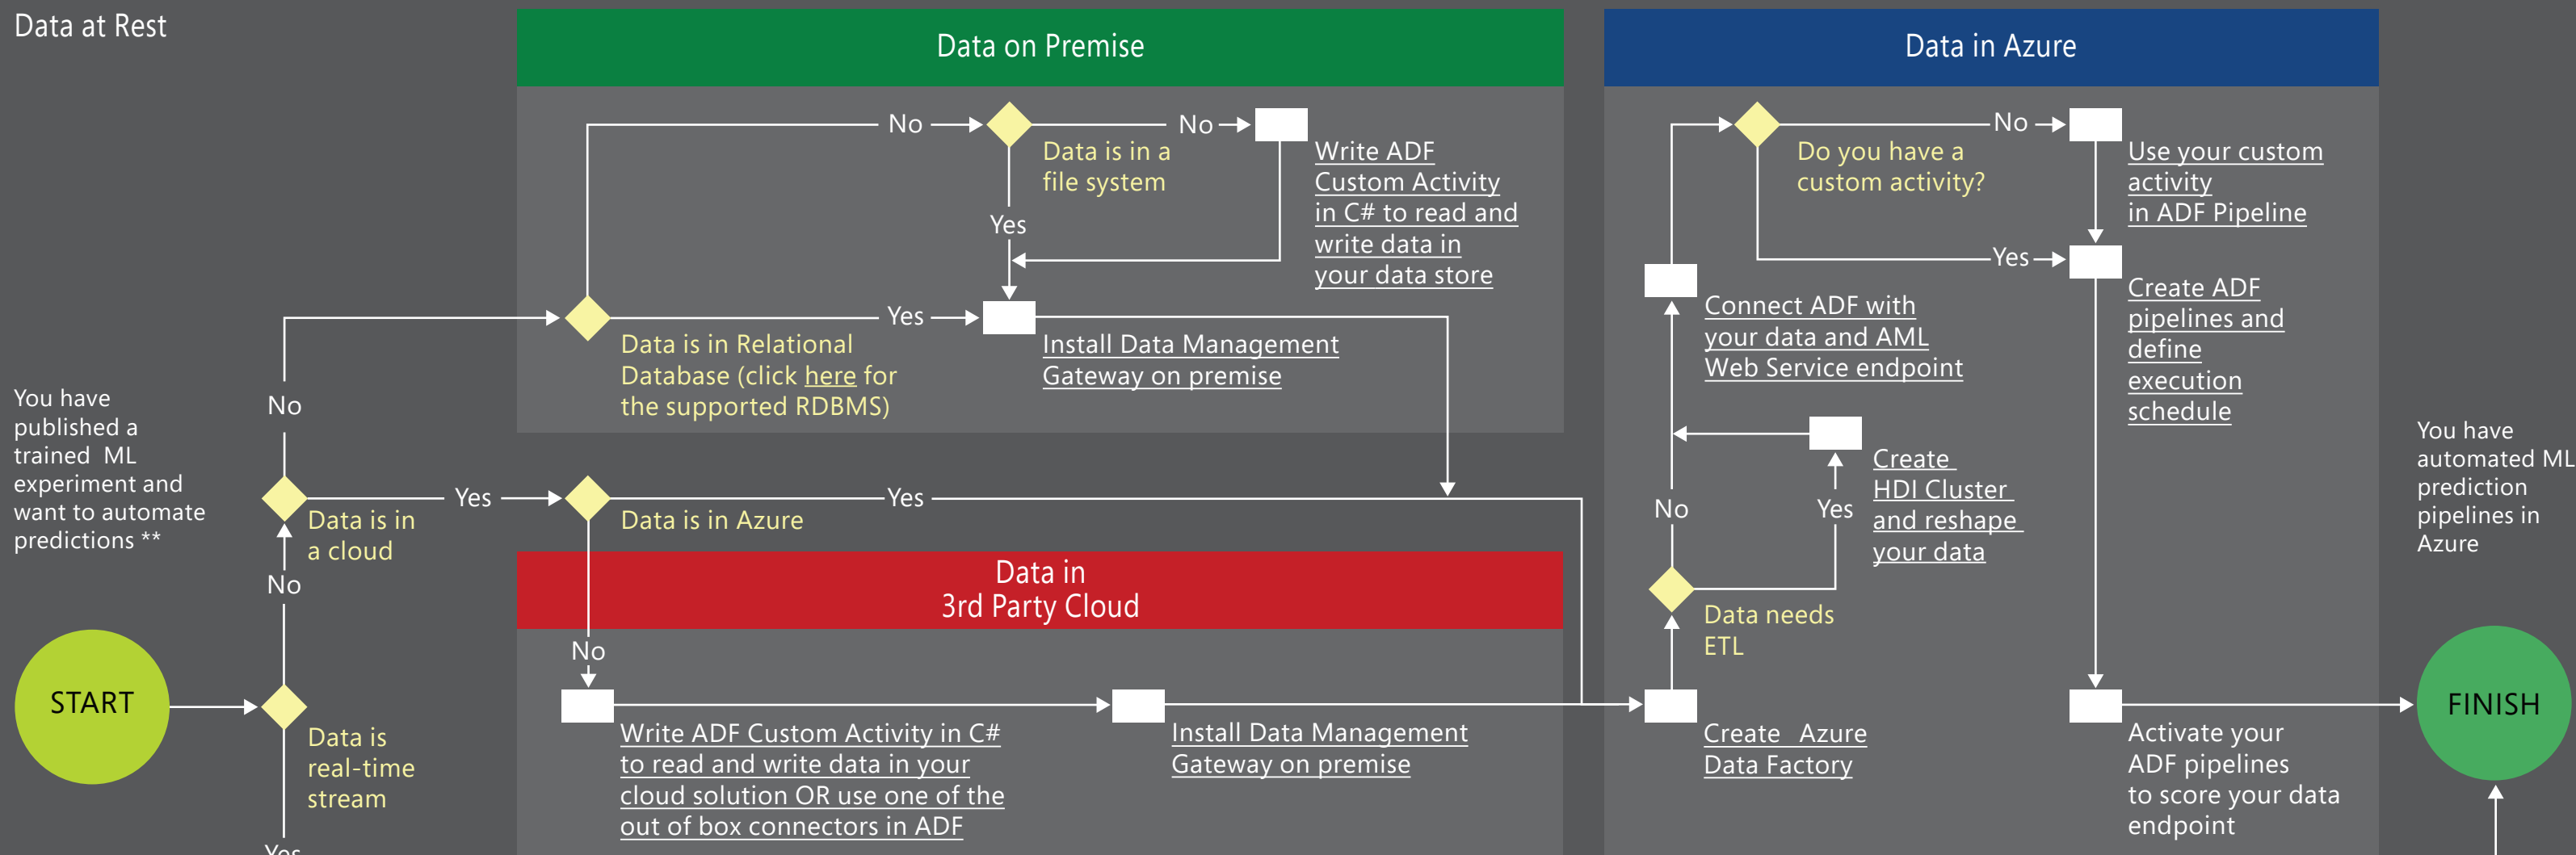 Data at Rest
Data on Premise
Data in Azure
No
Data is in a
file system
No
Write ADF
Custom Activity
in C# to read and
write data in
your data store
Yes
Data is in Relational
Database (click here for
the supported RDBMS)
Yes
Install Data Management
Gateway on premise
Do you have a
custom activity?
No
Use your custom
activity
in ADF Pipeline
Yes
Create ADF
pipelines and
define
execution
schedule
Connect ADF with
your data and AML
Web Service endpoint
No
Yes
Create
HDI Cluster
and reshape
your data
Data needs
ETL
You have
published a
trained ML
experiment and
want to automate
predictions **
No
Data is in
a cloud
Yes
Data is in Azure
Yes
No
Data in
3rd Party Cloud
No
START
Data is
real-time
stream
Yes
Write ADF Custom Activity in C#
to read and write data in your
cloud solution OR use one of the
out of box connectors in ADF
Install Data Management
Gateway on premise
Create Azure
Data Factory
Activate your
ADF pipelines
to score your data
endpoint
You have
automated ML
prediction
pipelines in
Azure
FINISH